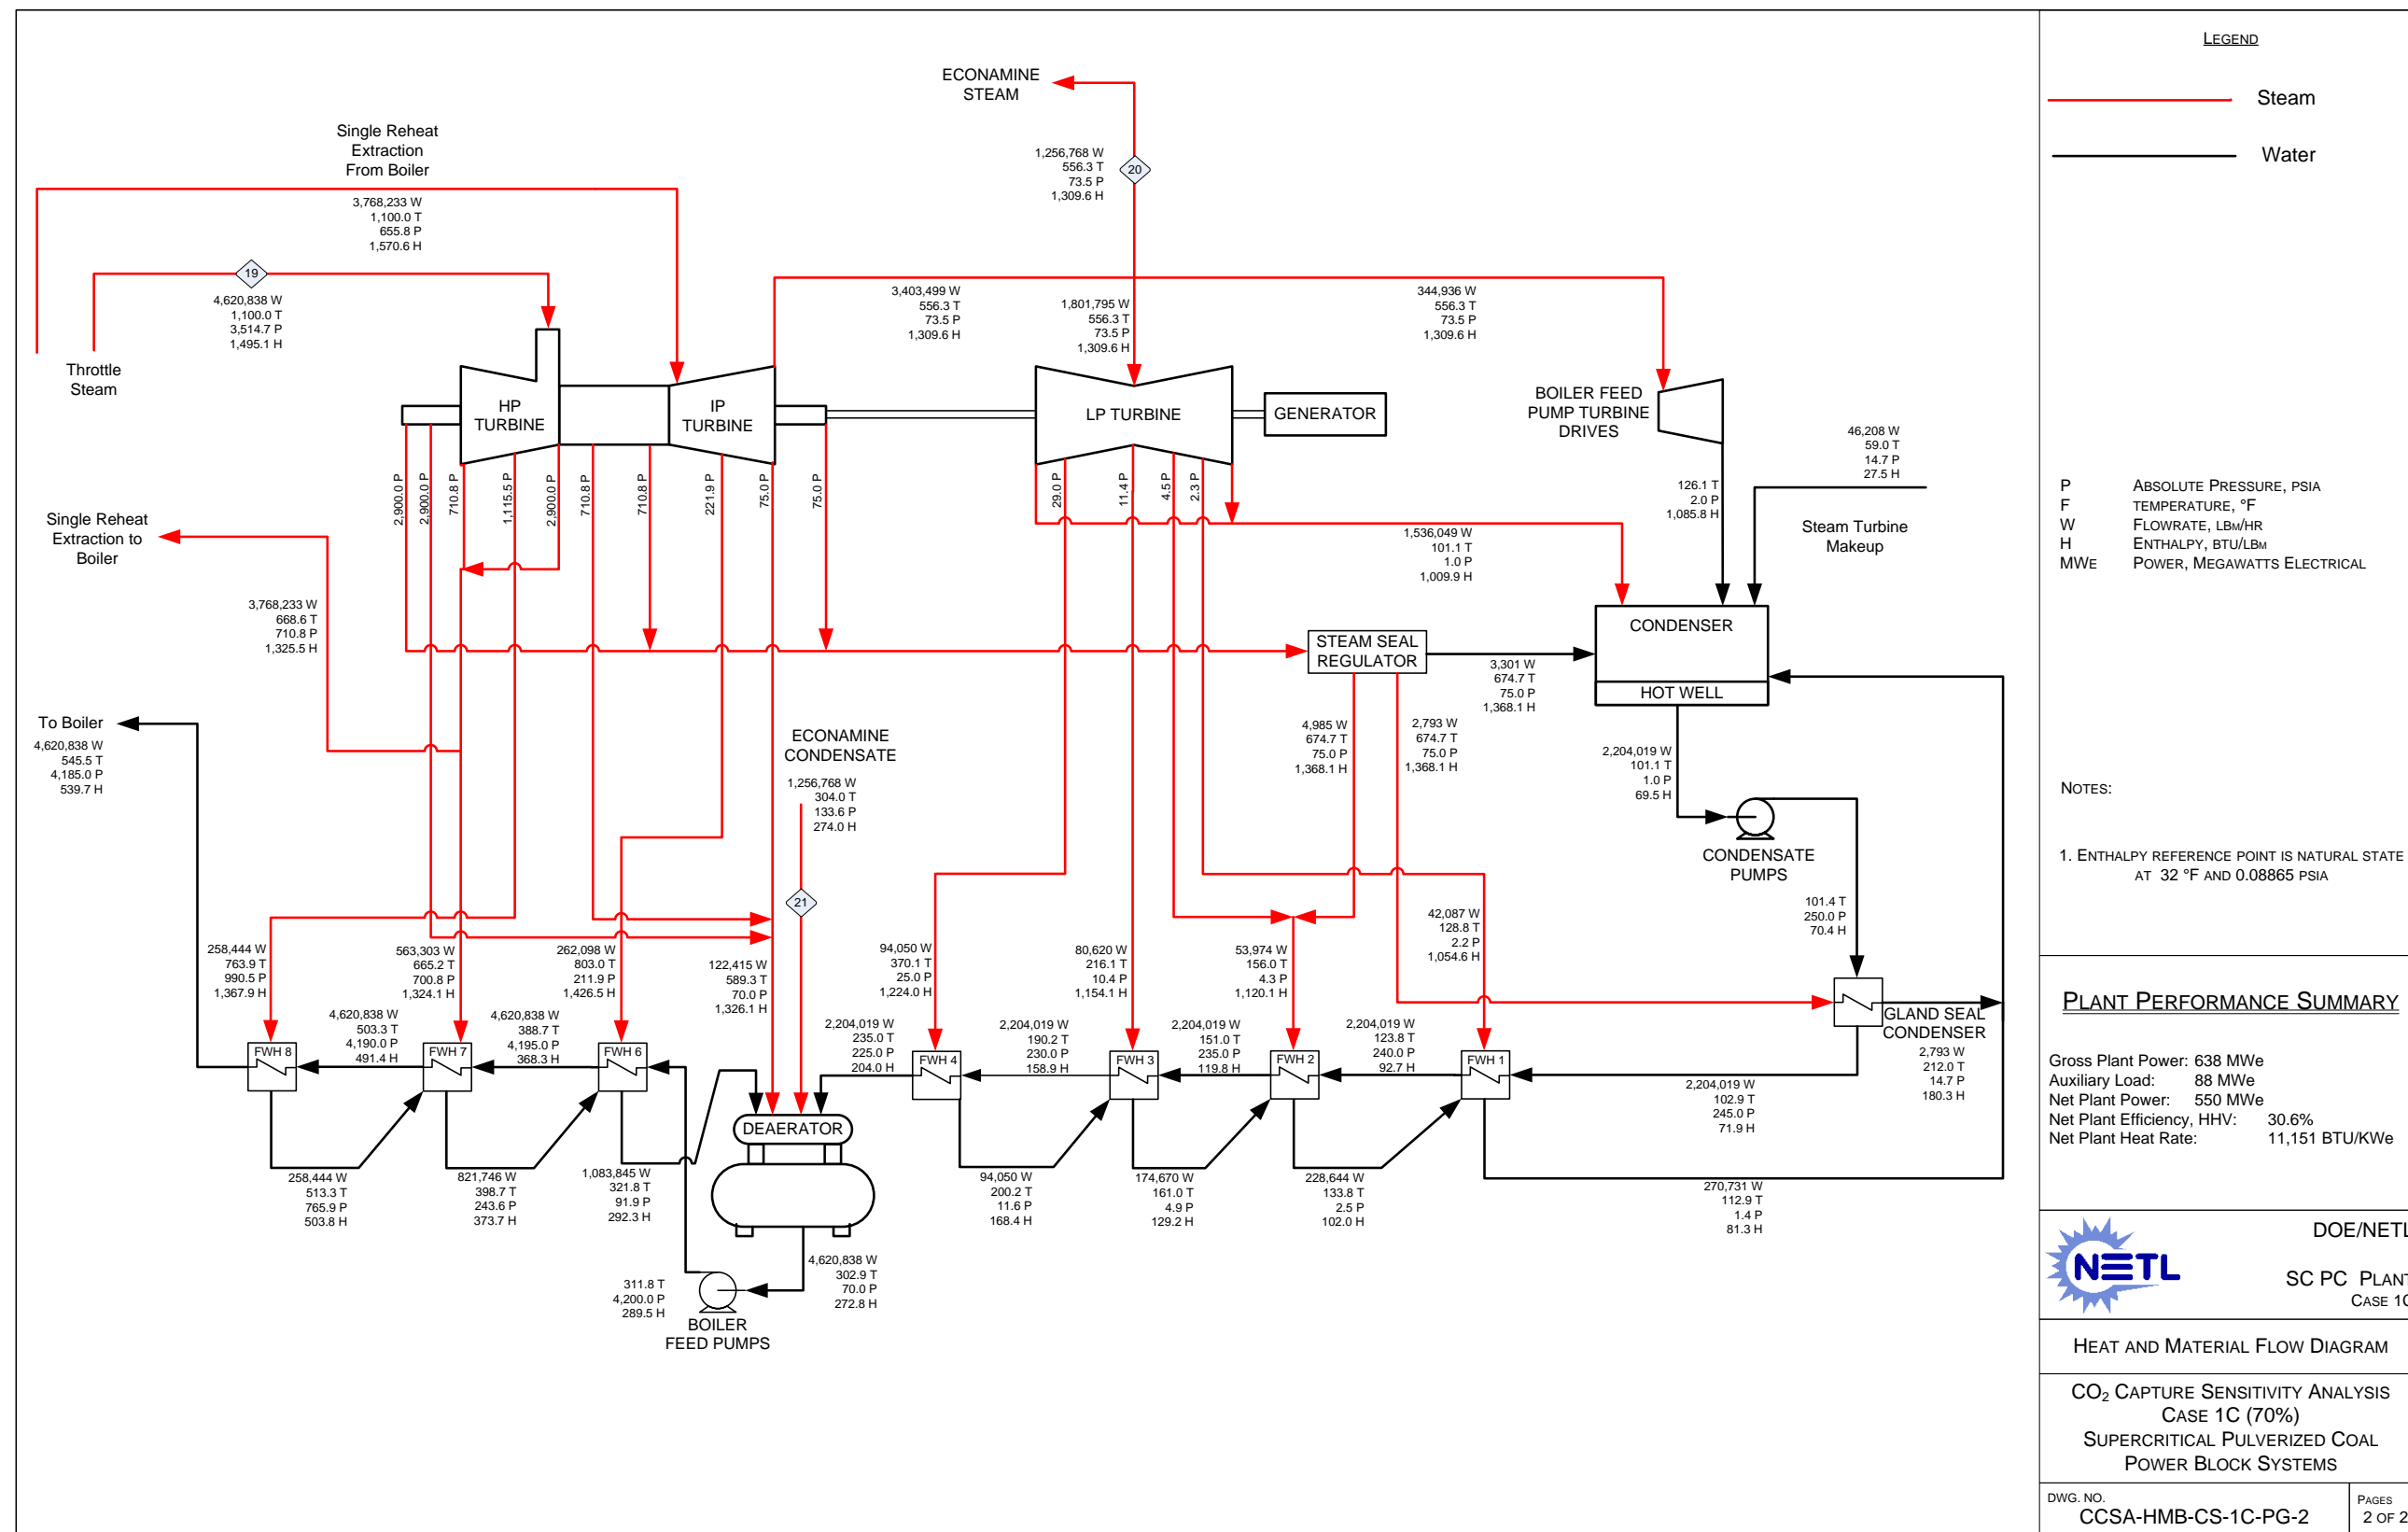 ECONAMINE
STEAM
Single Reheat
Extraction
From Boiler
3,768,233 W
1,100.0 T
655.8 P
1,570.6 H
1,256,768 W
556.3 T
73.5 P
1,309.6 H
20
19
4,620,838 W
1,100.0 T
3,514.7 P
1,495.1 H
Throttle
Steam
3,403,499 W
556.3 T
73.5 P
1,309.6 H
1,801,795 W
556.3 T
73.5 P
1,309.6 H
344,936 W
556.3 T
73.5 P
1,309.6 H
HP
TURBINE
IP
TURBINE
LP TURBINE
GENERATOR
BOILER FEED
PUMP TURBINE
DRIVES
46,208 W
59.0 T
14.7 P
27.5 H
2,900.0 P
2,900.0 P
710.8 P
1,115.5 P
2,900.0 P
710.8 P
710.8 P
221.9 P
75.0 P
75.0 P
29.0 P
11.4 P
4.5 P
2.3 P
126.1 T
2.0 P
1,085.8 H
Steam Turbine
Makeup
Single Reheat
Extraction to
Boiler
1,536,049 W
101.1 T
1.0 P
1,009.9 H
3,768,233 W
668.6 T
710.8 P
1,325.5 H
STEAM SEAL
REGULATOR
CONDENSER
HOT WELL
3,301 W
674.7 T
75.0 P
1,368.1 H
To Boiler
4,620,838 W
545.5 T
4,185.0 P
539.7 H
ECONAMINE
CONDENSATE
1,256,768 W
304.0 T
133.6 P
274.0 H
21
4,985 W
674.7 T
75.0 P
1,368.1 H
2,793 W
674.7 T
75.0 P
1,368.1 H
2,204,019 W
101.1 T
1.0 P
69.5 H
CONDENSATE
PUMPS
101.4 T
250.0 P
70.4 H
258,444 W
763.9 T
990.5 P
1,367.9 H
563,303 W
665.2 T
700.8 P
1,324.1 H
262,098 W
803.0 T
211.9 P
1,426.5 H
122,415 W
589.3 T
70.0 P
1,326.1 H
94,050 W
370.1 T
25.0 P
1,224.0 H
80,620 W
216.1 T
10.4 P
1,154.1 H
53,974 W
156.0 T
4.3 P
1,120.1 H
42,087 W
128.8 T
2.2 P
1,054.6 H
GLAND SEAL
CONDENSER
2,793 W
212.0 T
14.7 P
180.3 H
4,620,838 W
503.3 T
4,190.0 P
491.4 H
4,620,838 W
388.7 T
4,195.0 P
368.3 H
2,204,019 W
235.0 T
225.0 P
204.0 H
2,204,019 W
190.2 T
230.0 P
158.9 H
2,204,019 W
151.0 T
235.0 P
119.8 H
2,204,019 W
123.8 T
240.0 P
92.7 H
FWH 8
FWH 7
FWH 6
FWH 4
FWH 3
FWH 2
FWH 1
2,204,019 W
102.9 T
245.0 P
71.9 H
DEAERATOR
258,444 W
513.3 T
765.9 P
503.8 H
821,746 W
398.7 T
243.6 P
373.7 H
1,083,845 W
321.8 T
91.9 P
292.3 H
94,050 W
200.2 T
11.6 P
168.4 H
174,670 W
161.0 T
4.9 P
129.2 H
228,644 W
133.8 T
2.5 P
102.0 H
270,731 W
112.9 T
1.4 P
81.3 H
4,620,838 W
302.9 T
70.0 P
272.8 H
311.8 T
4,200.0 P
289.5 H
BOILER
FEED PUMPS
LEGEND
Steam
Water
P ABSOLUTE PRESSURE, PSIA
F TEMPERATURE, °F
W FLOWRATE, LBM/HR
H ENTHALPY, BTU/LBM
MWE POWER, MEGAWATTS ELECTRICAL
NOTES:
1. ENTHALPY REFERENCE POINT IS NATURAL STATE
AT 32 °F AND 0.08865 PSIA
PLANT PERFORMANCE SUMMARY
Gross Plant Power: 638 MWe
Auxiliary Load: 88 MWe
Net Plant Power: 550 MWe
Net Plant Efficiency, HHV: 30.6%
Net Plant Heat Rate: 11,151 BTU/KWe
NETL
DOE/NETL
SC PC PLANT
CASE 1C
HEAT AND MATERIAL FLOW DIAGRAM
CO₂ CAPTURE SENSITIVITY ANALYSIS
CASE 1C (70%)
SUPERCRITICAL PULVERIZED COAL
POWER BLOCK SYSTEMS
DWG. NO.
CCSA-HMB-CS-1C-PG-2
PAGES
2 OF 2